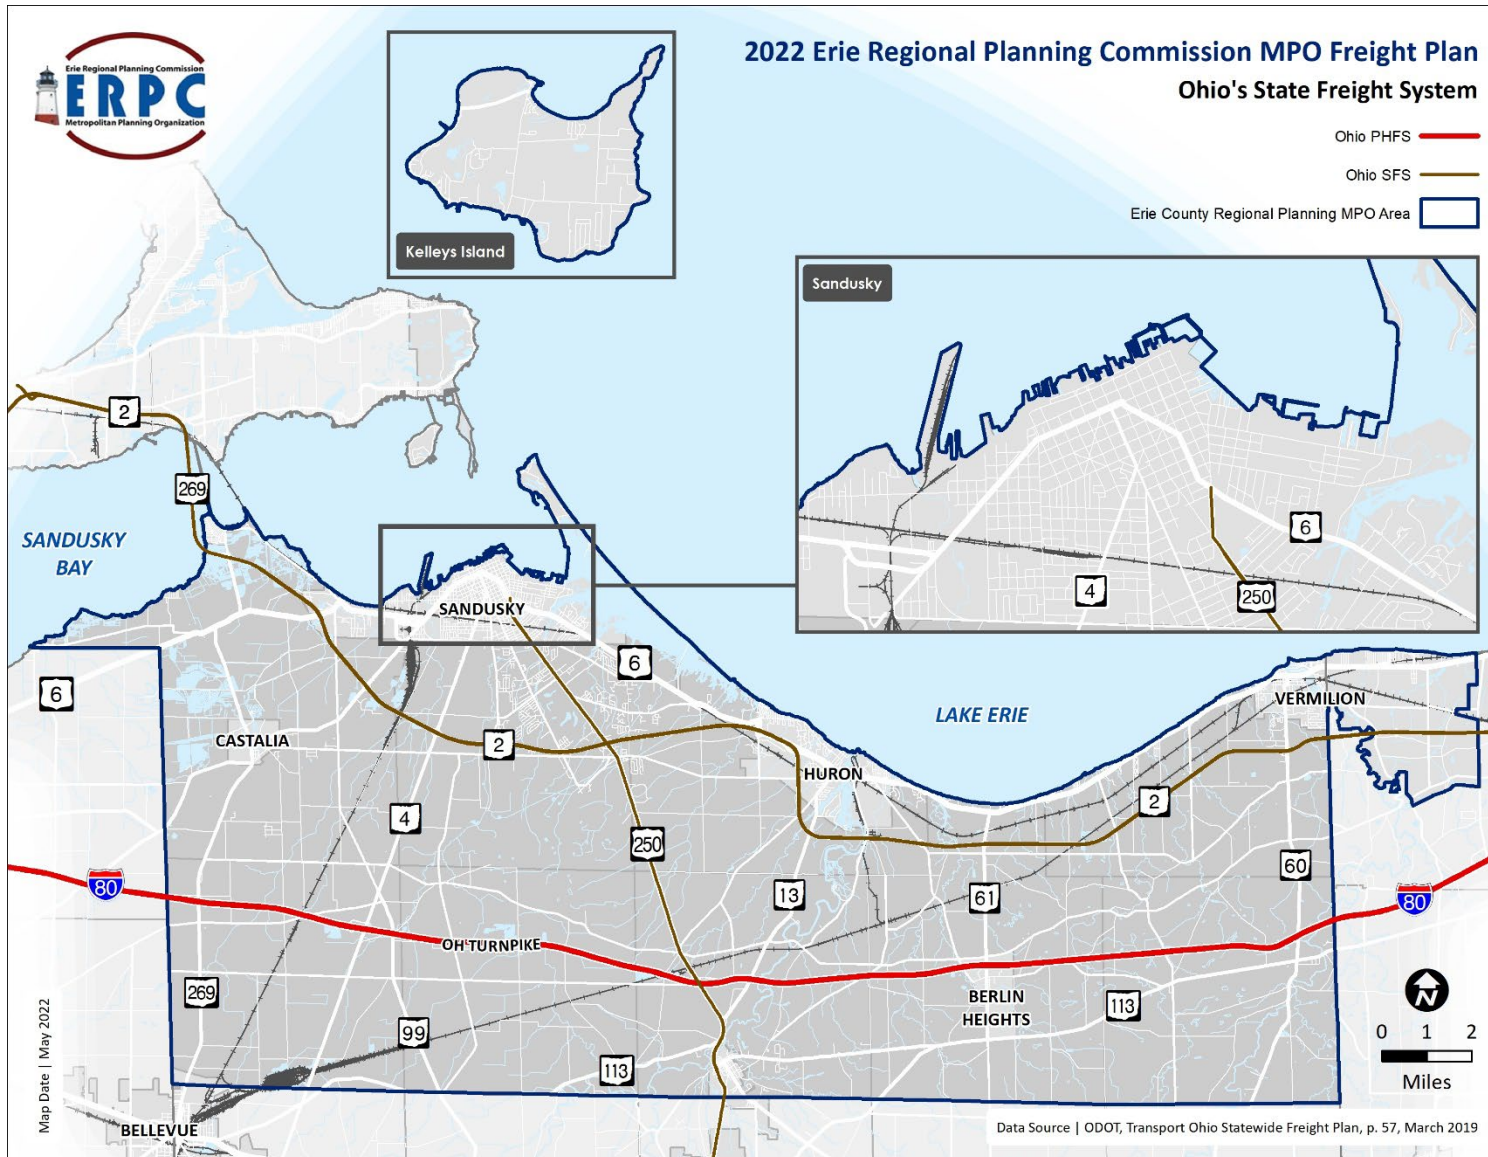 Erie Regional Planning Commission
ERPC
Metropolitan Planning Organization
2022 Erie Regional Planning Commission MPO Freight Plan
Ohio's State Freight System
Ohio PHFS
Ohio SFS
Erie County Regional Planning MPO Area
Kelleys Island
Sandusky
6
4
250
2
269
SANDUSKY
BAY
SANDUSKY
6
6
LAKE ERIE
VERMILION
CASTALIA
2
HURON
2
4
250
60
80
13
61
80
OH TURNPIKE
269
BERLIN
HEIGHTS
113
99
113
BELLEVUE
N
0 1 2
Miles
Map Date | May 2022
Data Source | ODOT, Transport Ohio Statewide Freight Plan, p. 57, March 2019